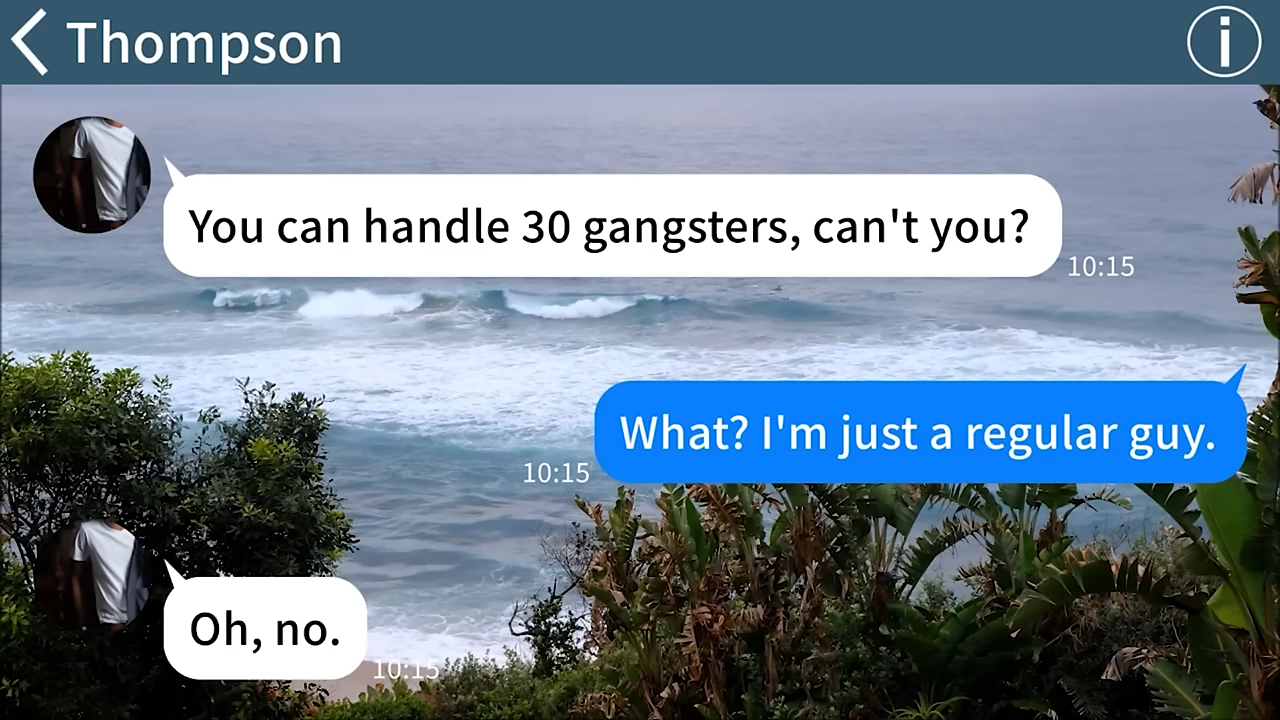 Thompson
You can handle 30 gangsters, can't you?
10:15
What? I'm just a regular guy.
10:15
Oh, no.
10:15